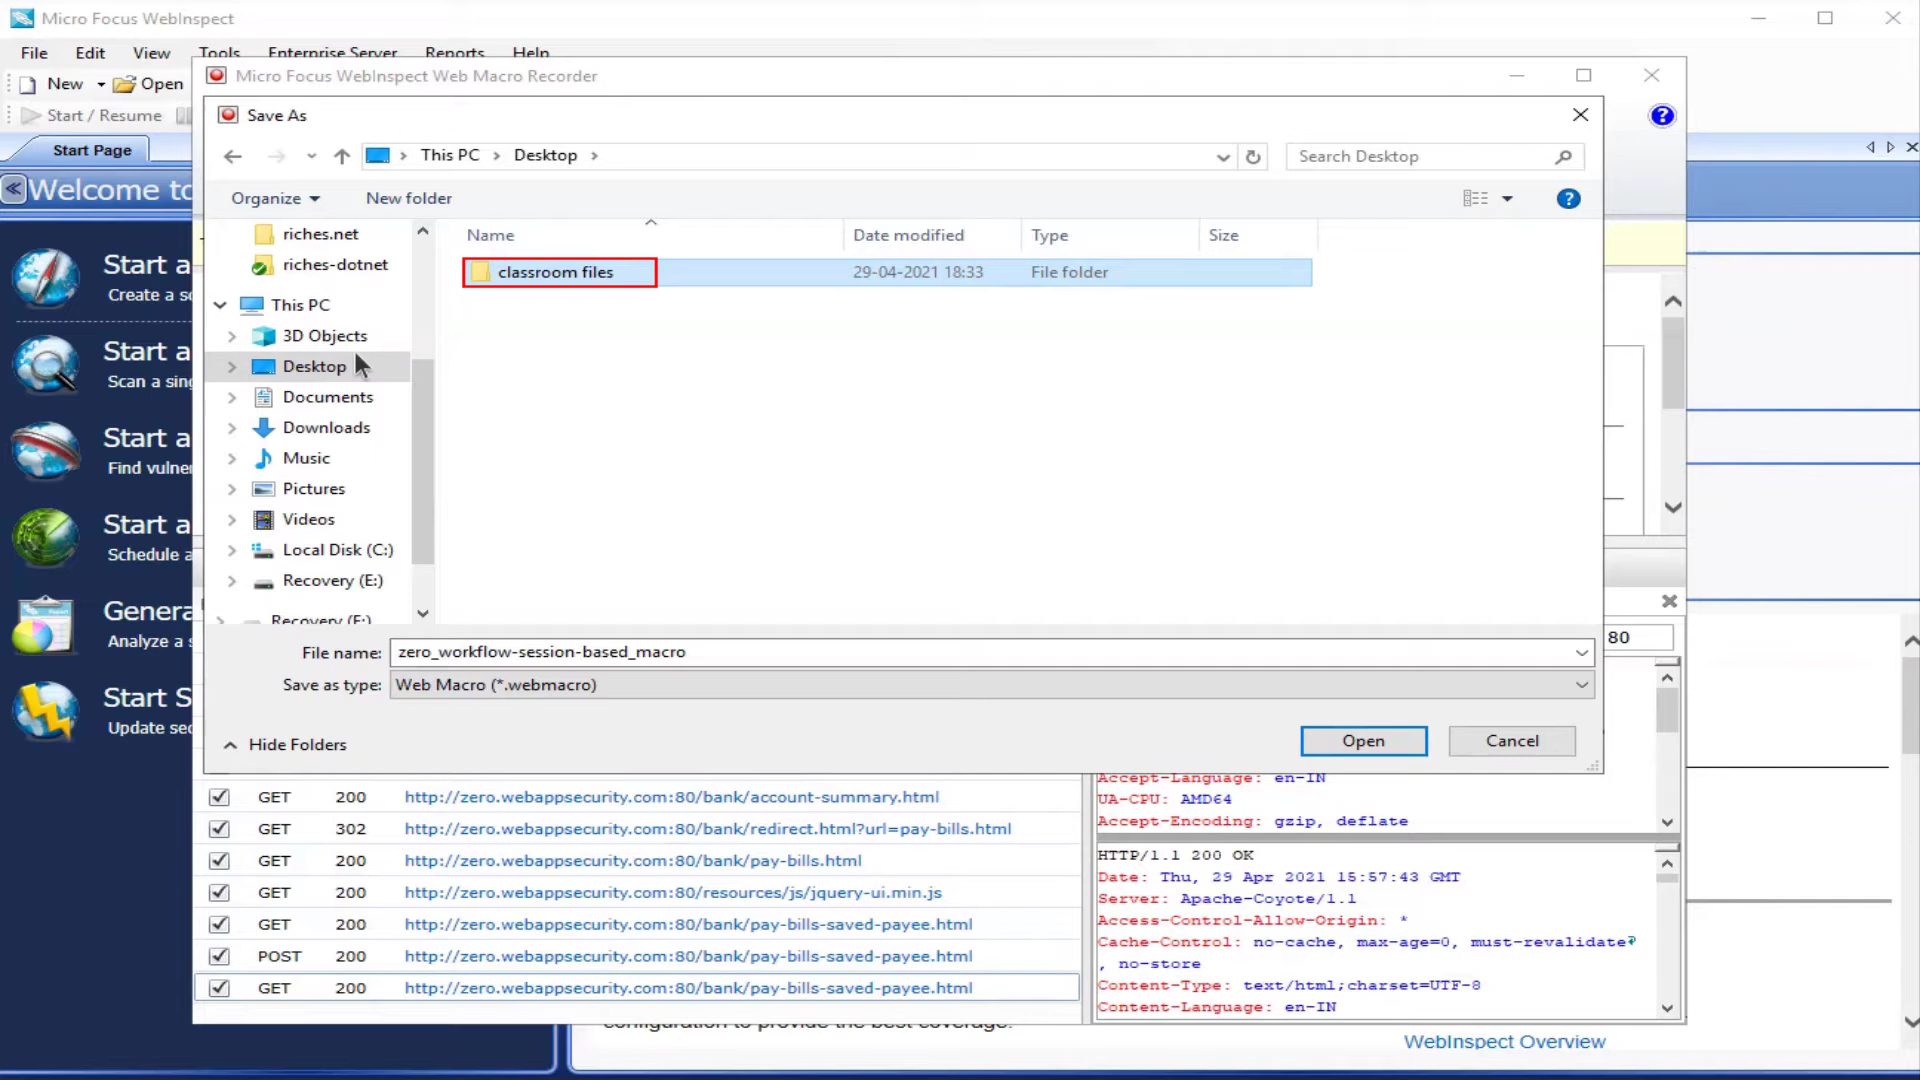 Micro Focus WebInspect
File Edit View Tools Enterprise Server Reports Help
New Open
Micro Focus WebInspect Web Macro Recorder
Start / Resume
Save As
Start Page
This PC Desktop
Search Desktop
Welcome to
Organize New folder
riches.net
riches-dotnet
This PC
3D Objects
Desktop
Documents
Downloads
Music
Pictures
Videos
Local Disk (C:)
Recovery (E:)
Recovery (E:)
Name Date modified Type Size
classroom files 29-04-2021 18:33 File folder
Start a
Create a sc
Start a
Scan a sing
Start a
Find vulner
Start a
Schedule a
Genera
Analyze a s
Start S
Update sec
File name: zero_workflow-session-based_macro
Save as type: Web Macro (*.webmacro)
Hide Folders
Open Cancel
80
GET 200 http://zero.webappsecurity.com:80/bank/account-summary.html
GET 302 http://zero.webappsecurity.com:80/bank/redirect.html?url=pay-bills.html
GET 200 http://zero.webappsecurity.com:80/bank/pay-bills.html
GET 200 http://zero.webappsecurity.com:80/resources/js/jquery-ui.min.js
GET 200 http://zero.webappsecurity.com:80/bank/pay-bills-saved-payee.html
POST 200 http://zero.webappsecurity.com:80/bank/pay-bills-saved-payee.html
GET 200 http://zero.webappsecurity.com:80/bank/pay-bills-saved-payee.html
Accept-Language: en-IN
UA-CPU: AMD64
Accept-Encoding: gzip, deflate
HTTP/1.1 200 OK
Date: Thu, 29 Apr 2021 15:57:43 GMT
Server: Apache-Coyote/1.1
Access-Control-Allow-Origin: *
Cache-Control: no-cache, max-age=0, must-revalidate
, no-store
Content-Type: text/html;charset=UTF-8
Content-Language: en-IN
configuration to provide the best coverage.
WebInspect Overview